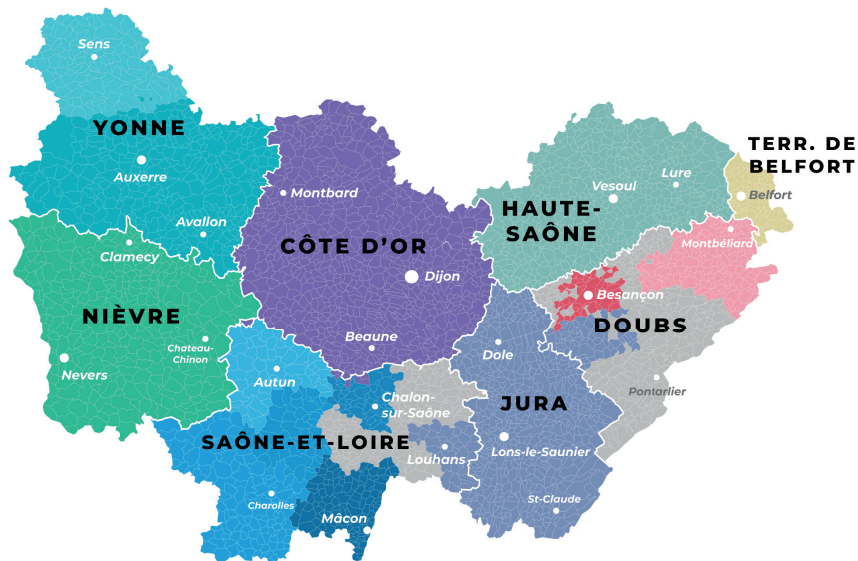 Sens
YONNE
TERR. DE
BELFORT
Auxerre
Montbard
Vesoul
Lure
Belfort
HAUTE-
SAÔNE
Avallon
Montbéliard
Clamecy
CÔTE D’OR
Dijon
Besançon
NIÈVRE
DOUBS
Beaune
Chateau-
Chinon
Dole
Nevers
Autun
Pontarlier
Chalon-
sur-Saône
JURA
SAÔNE-ET-LOIRE
Louhans
Lons-le-Saunier
Charolles
St-Claude
Mâcon